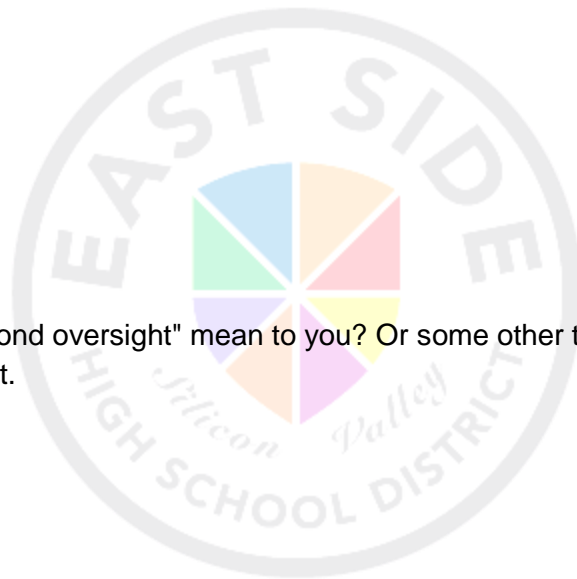 EAST SIDE
ond oversight" mean to you? Or some other t
t.
Silicon Valley
HIGH SCHOOL DISTRICT